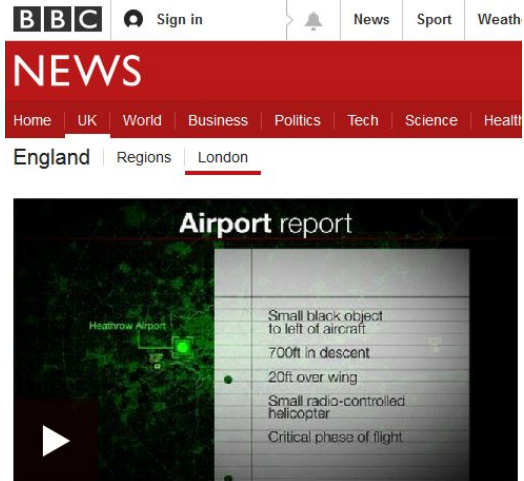 BBC Sign in News Sport Weath
NEWS
Home UK World Business Politics Tech Science Health
England Regions London
Airport report
Heathrow Airport
Small black object
to left of aircraft
700ft in descent
20ft over wing
Small radio-controlled
helicopter
Critical phase of flight